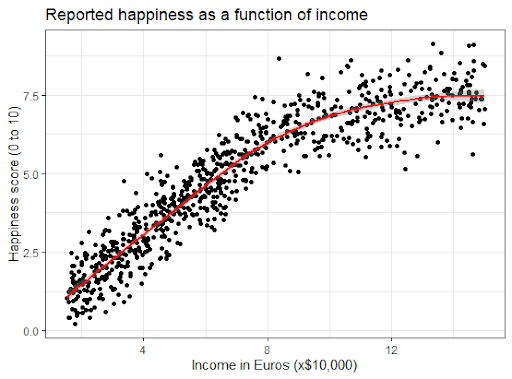 Reported happiness as a function of income
Happiness score (0 to 10)
7.5
5.0
2.5
0.0
4
8
12
Income in Euros (x$10,000)